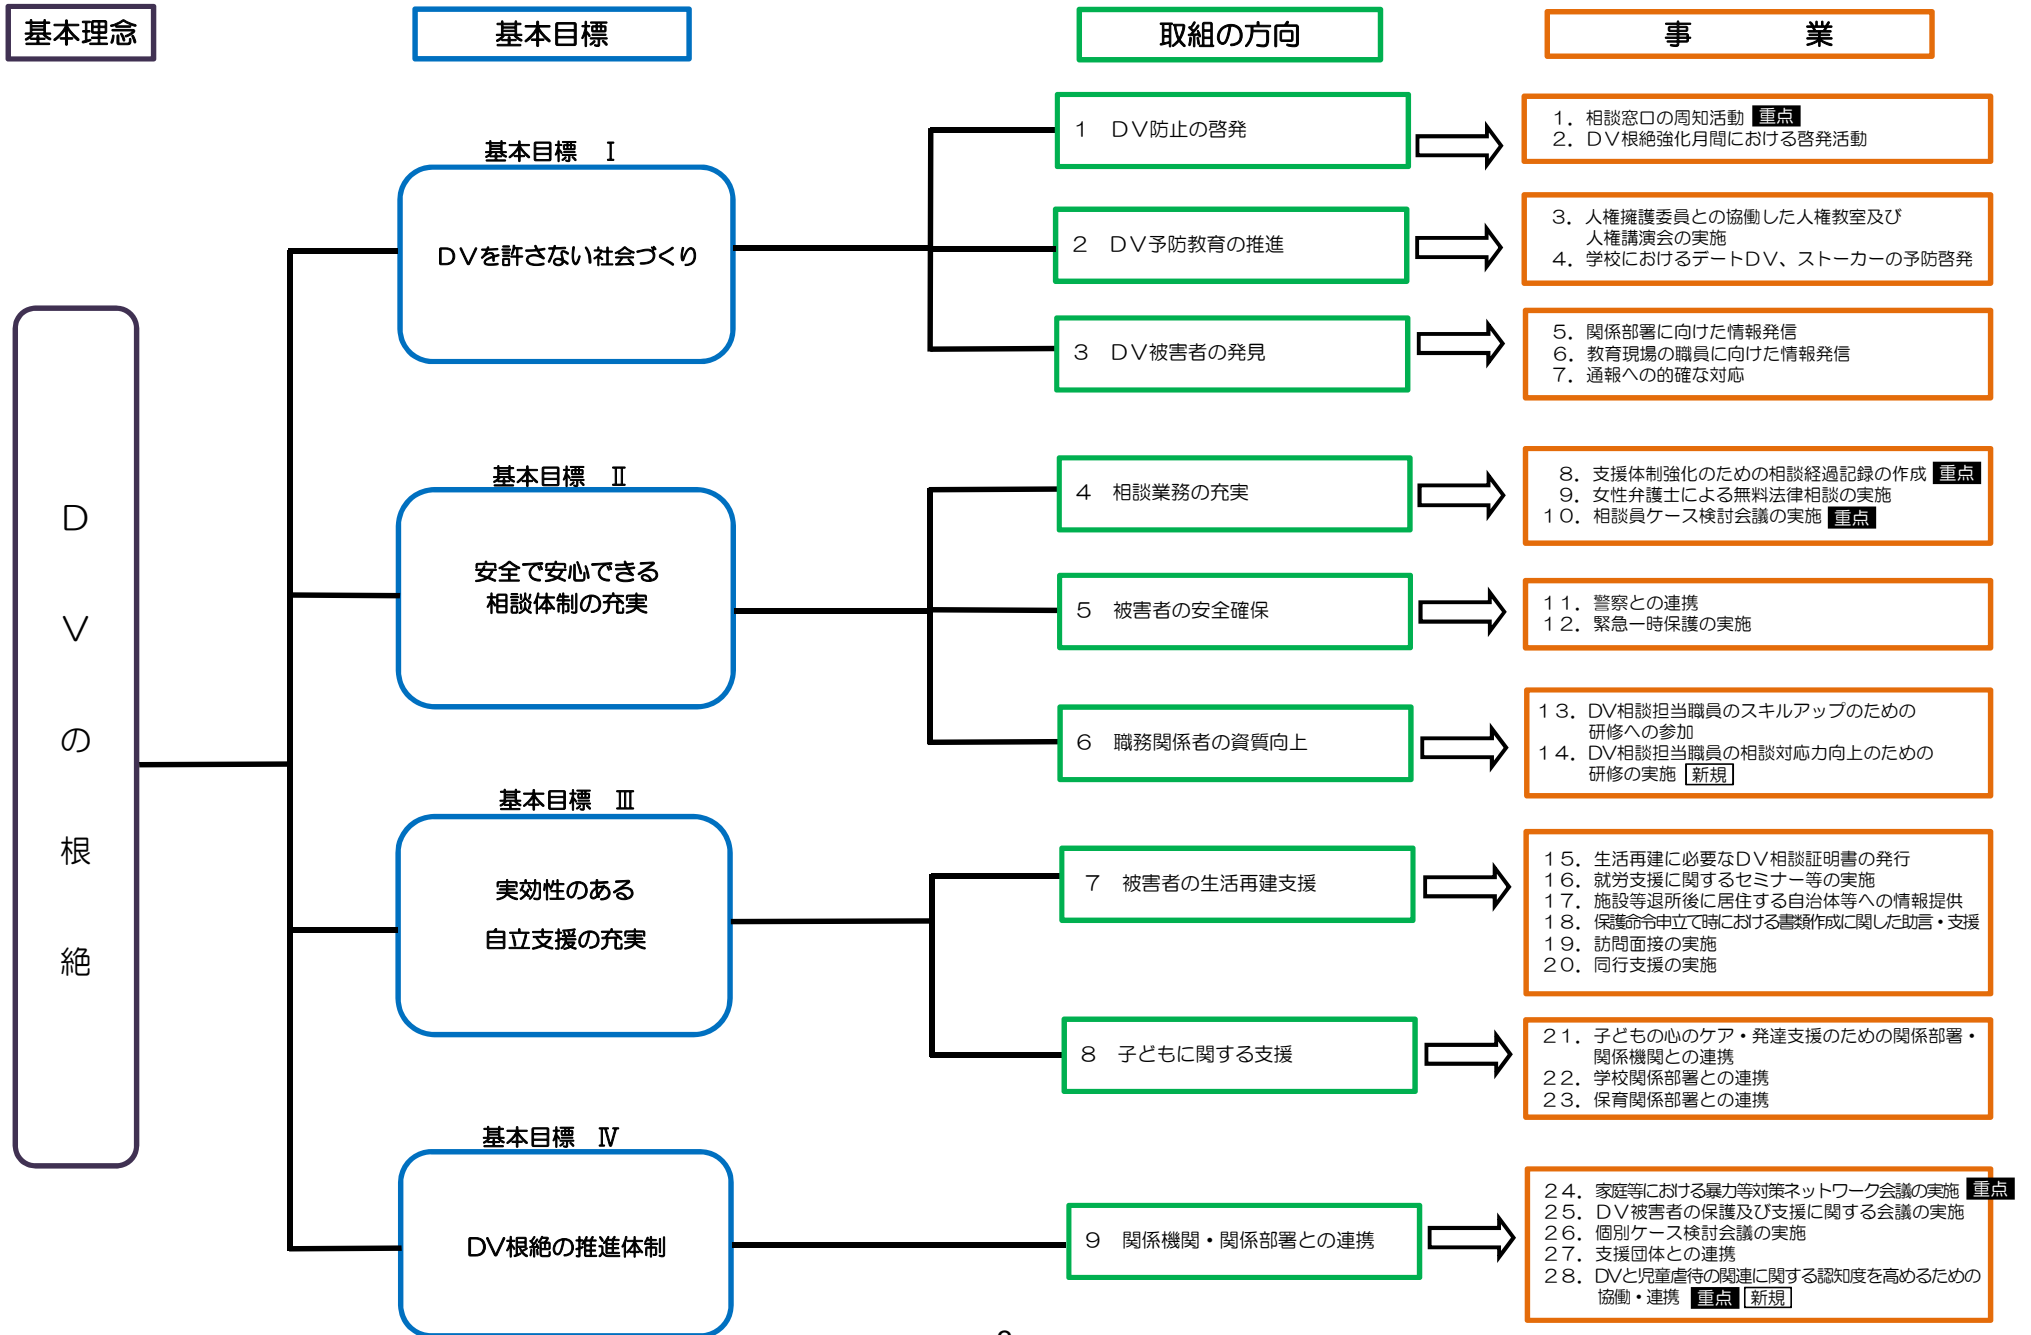 基本理念
基本目標
取組の方向
事　業
ＤＶの根絶
基本目標　Ⅰ
ＤＶを許さない社会づくり
１　ＤＶ防止の啓発
１．相談窓口の周知活動 重点
２．ＤＶ根絶強化月間における啓発活動
２　ＤＶ予防教育の推進
３．人権擁護委員との協働した人権教室及び
人権講演会の実施
４．学校におけるデートＤＶ、ストーカーの予防啓発
３　ＤＶ被害者の発見
５．関係部署に向けた情報発信
６．教育現場の職員に向けた情報発信
７．通報への的確な対応
基本目標　Ⅱ
安全で安心できる
相談体制の充実
４　相談業務の充実
８．支援体制強化のための相談経過記録の作成 重点
９．女性弁護士による無料法律相談の実施
１０．相談員ケース検討会議の実施 重点
５　被害者の安全確保
１１．警察との連携
１２．緊急一時保護の実施
６　職務関係者の資質向上
１３．DV相談担当職員のスキルアップのための
研修への参加
１４．DV相談担当職員の相談対応力向上のための
研修の実施 新規
基本目標　Ⅲ
実効性のある
自立支援の充実
７　被害者の生活再建支援
１５．生活再建に必要なＤＶ相談証明書の発行
１６．就労支援に関するセミナー等の実施
１７．施設等退所後に居住する自治体等への情報提供
１８．保護命令申立て時における書類作成に関した助言・支援
１９．訪問面接の実施
２０．同行支援の実施
８　子どもに関する支援
２１．子どもの心のケア・発達支援のための関係部署・
関係機関との連携
２２．学校関係部署との連携
２３．保育関係部署との連携
基本目標　Ⅳ
DV根絶の推進体制
９　関係機関・関係部署との連携
２４．家庭等における暴力等対策ネットワーク会議の実施 重点
２５．ＤＶ被害者の保護及び支援に関する会議の実施
２６．個別ケース検討会議の実施
２７．支援団体との連携
２８．DVと児童虐待の関連に関する認知度を高めるための
協働・連携 重点 新規